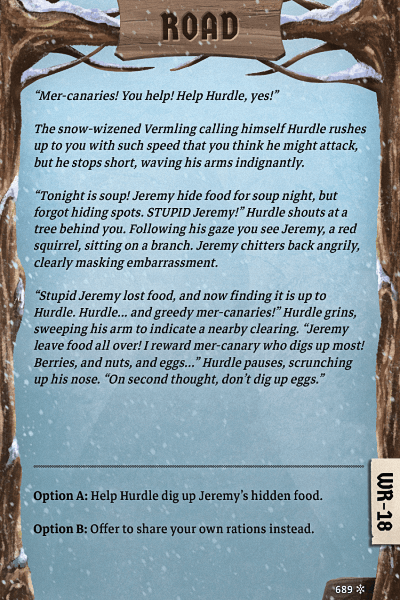 ROAD
“Mer-canaries! You help! Help Hurdle, yes!”
The snow-wizened Vermling calling himself Hurdle rushes
up to you with such speed that you think he might attack,
but he stops short, waving his arms indignantly.
“Tonight is soup! Jeremy hide food for soup night, but
forgot hiding spots. STUPID Jeremy!” Hurdle shouts at a
tree behind you. Following his gaze you see Jeremy, a red
squirrel, sitting on a branch. Jeremy chitters back angrily,
clearly masking embarrassment.
“Stupid Jeremy lost food, and now finding it is up to
Hurdle. Hurdle... and greedy mer-canaries!” Hurdle grins,
sweeping his arm to indicate a nearby clearing. “Jeremy
leave food all over! I reward mer-canary who digs up most!
Berries, and nuts, and eggs...” Hurdle pauses, scrunching
up his nose. “On second thought, don’t dig up eggs.”
Option A: Help Hurdle dig up Jeremy’s hidden food.
Option B: Offer to share your own rations instead.
WR-18
689